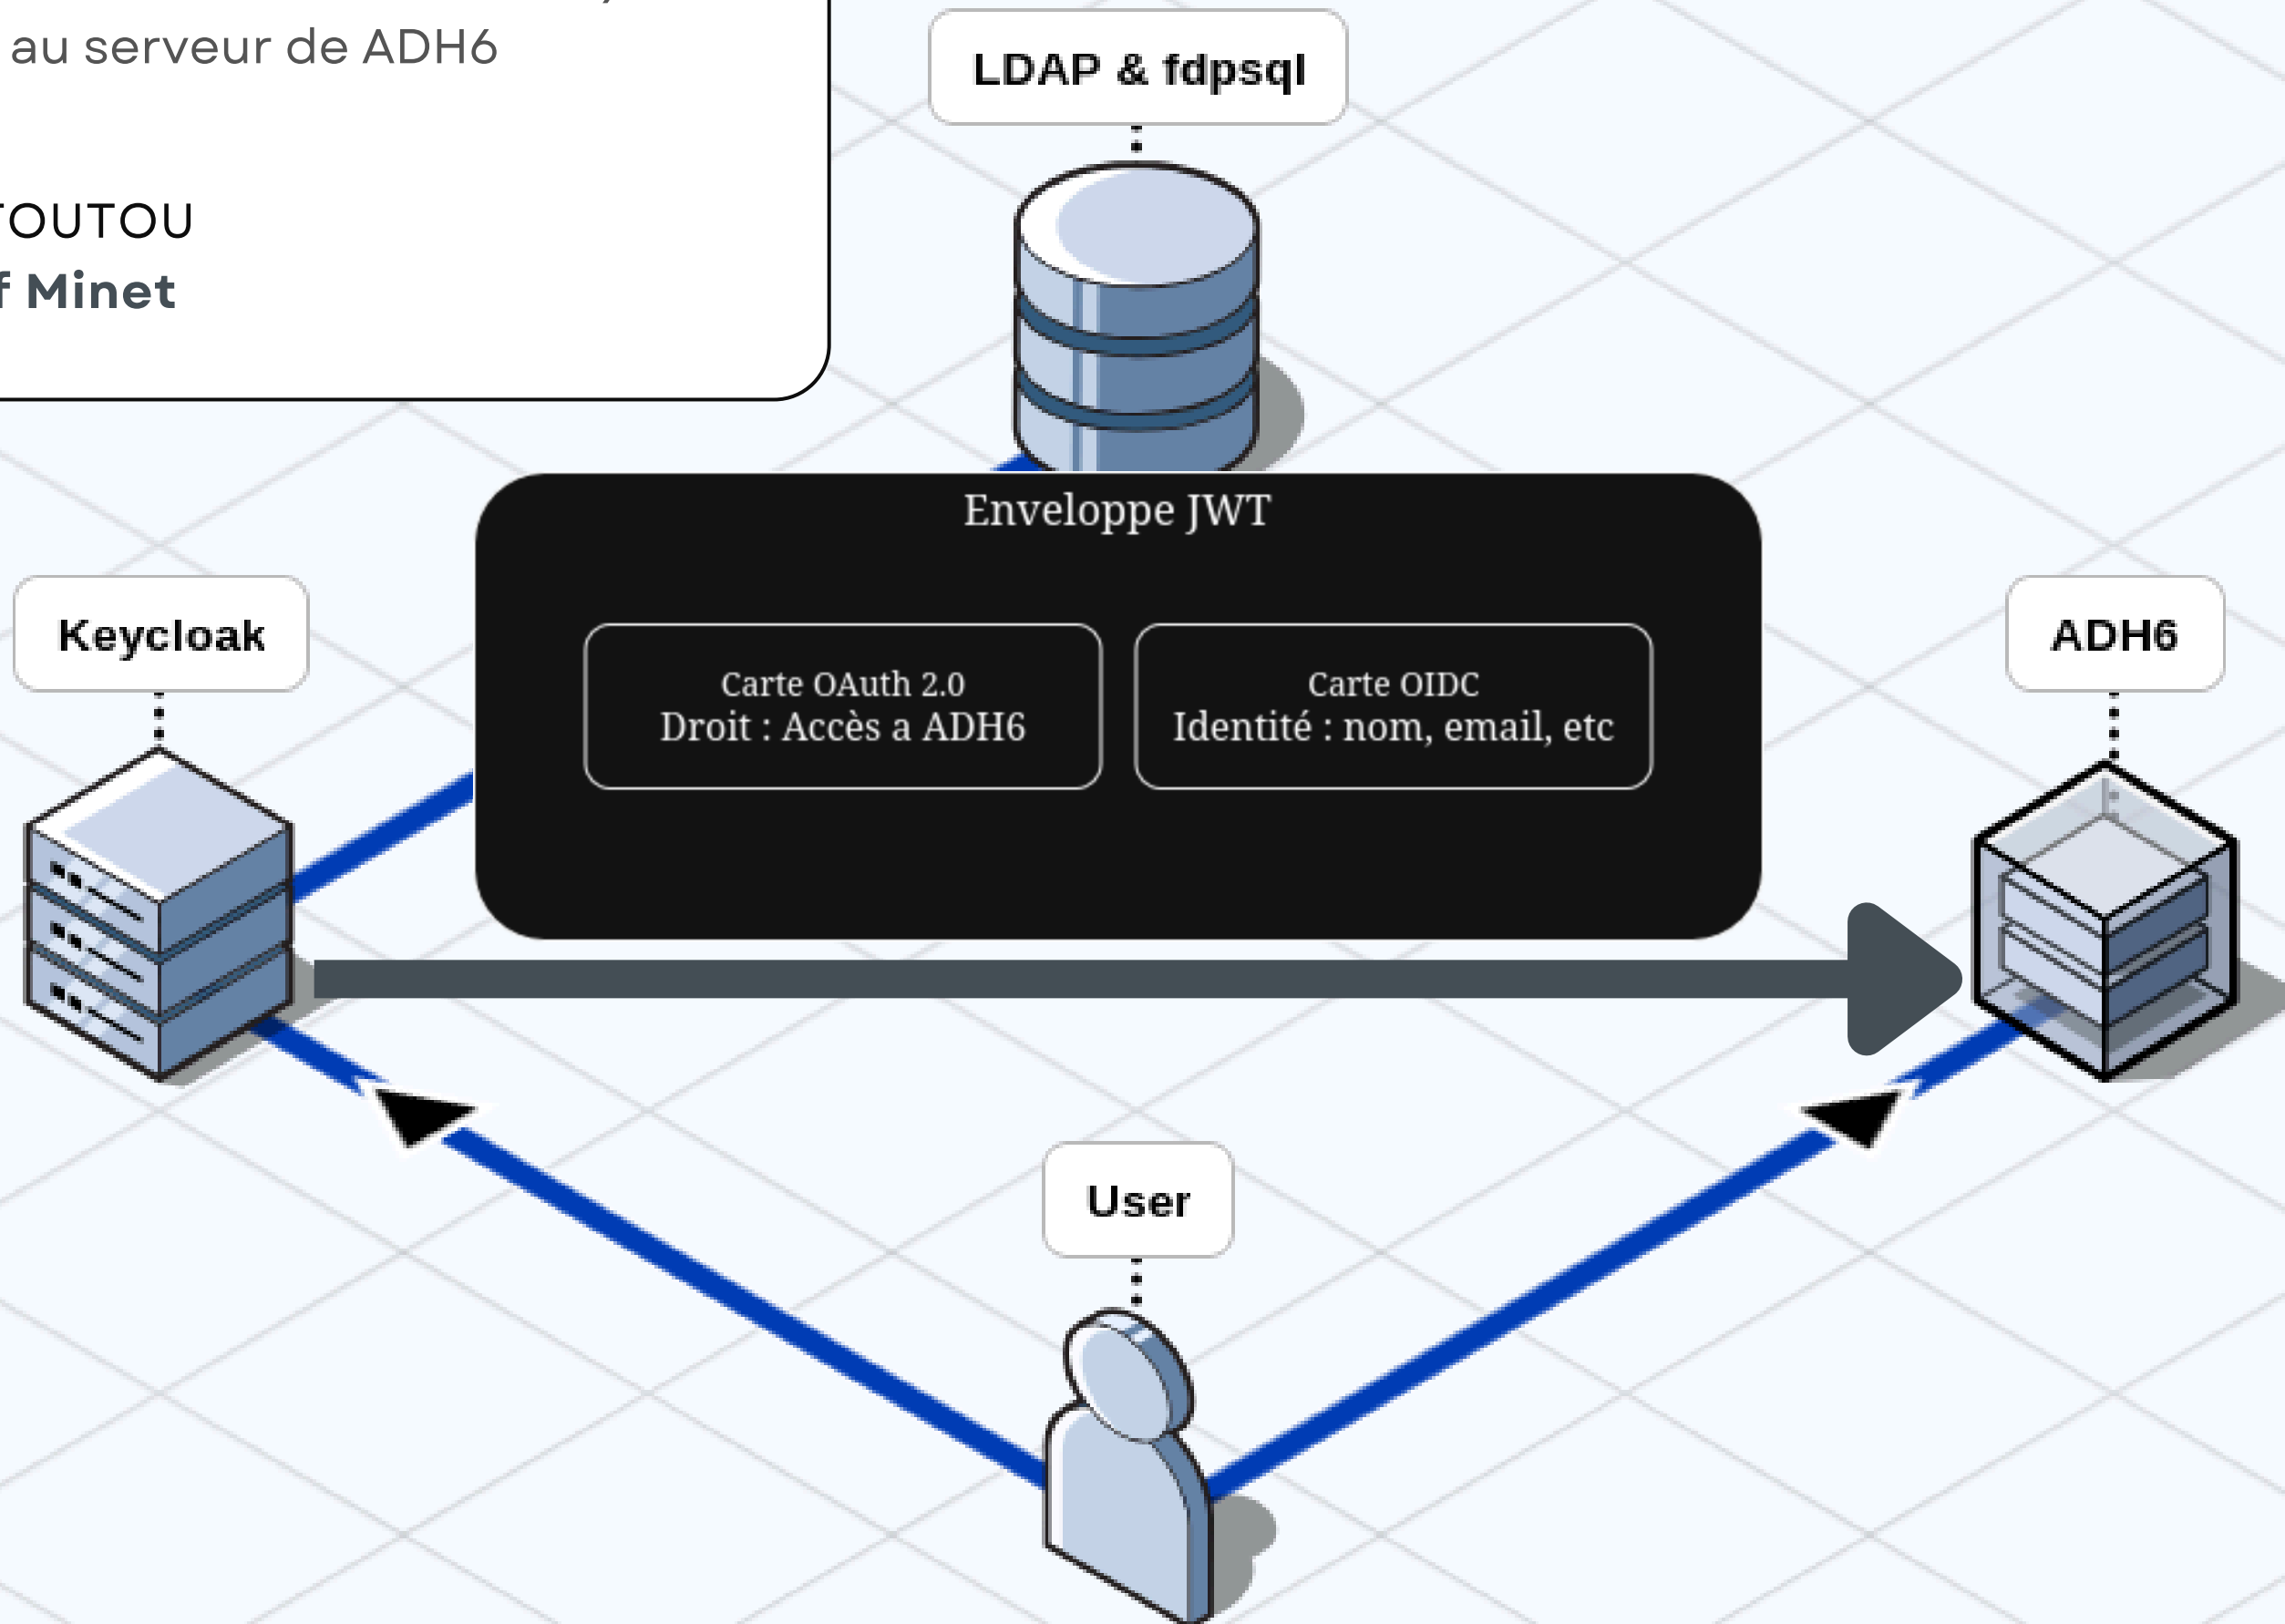 au serveur de ADH6
TOUTOU
f Minet
LDAP & fdpsql
Enveloppe JWT
Carte OAuth 2.0
Droit : Accès a ADH6
Carte OIDC
Identité : nom, email, etc
Keycloak
ADH6
User